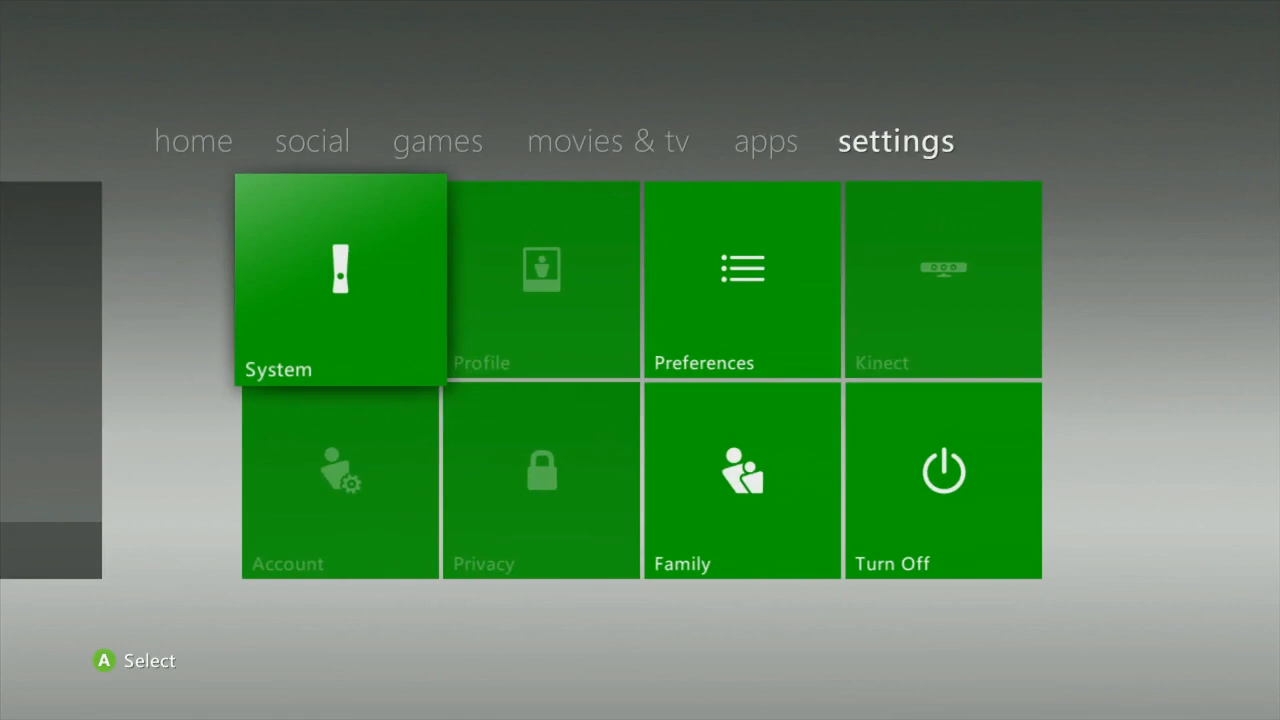 home social games movies & tv apps settings
System Profile Preferences Kinect
Account Privacy Family Turn Off
A Select